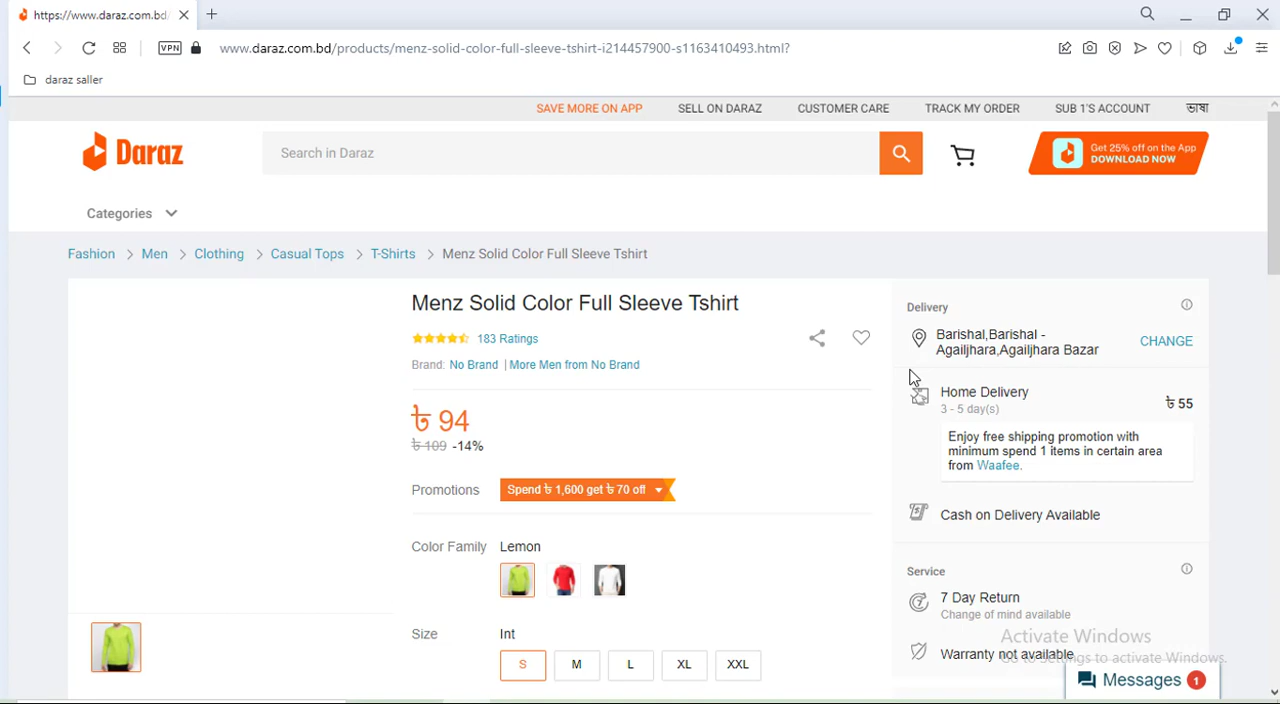 https://www.daraz.com.bd/
VPN
www.daraz.com.bd/products/menz-solid-color-full-sleeve-tshirt-i214457900-s1163410493.html?
daraz saller
SAVE MORE ON APP
SELL ON DARAZ
CUSTOMER CARE
TRACK MY ORDER
SUB 1'S ACCOUNT
ভাষা
Daraz
Search in Daraz
Get 25% off on the App
DOWNLOAD NOW
Categories
Fashion > Men > Clothing > Casual Tops > T-Shirts > Menz Solid Color Full Sleeve Tshirt
Menz Solid Color Full Sleeve Tshirt
183 Ratings
Brand: No Brand | More Men from No Brand
৳ 94
৳ 109 -14%
Promotions
Spend ৳ 1,600 get ৳ 70 off
Color Family
Lemon
Size
Int
S
M
L
XL
XXL
Delivery
Barishal,Barishal -
Agailjhara,Agailjhara Bazar
CHANGE
Home Delivery
3 - 5 day(s)
৳ 55
Enjoy free shipping promotion with
minimum spend 1 items in certain area
from Waafee.
Cash on Delivery Available
Service
7 Day Return
Change of mind available
Warranty not available
Activate Windows
Go to Settings to activate Windows.
Messages 1